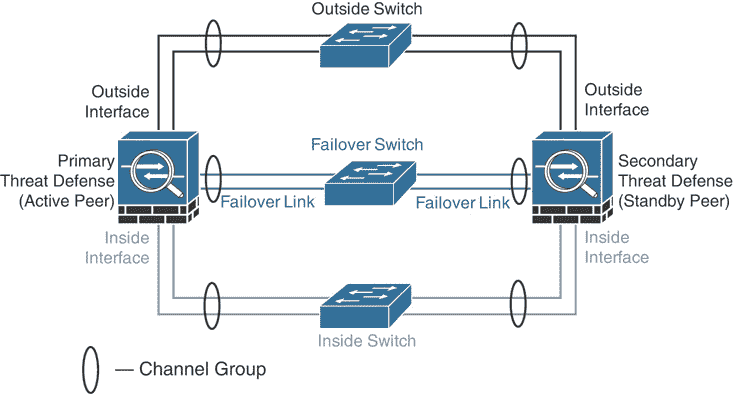 Outside Switch
Outside
Interface
Outside
Interface
Failover Switch
Primary
Threat Defense
(Active Peer)
Secondary
Threat Defense
(Standby Peer)
Failover Link
Failover Link
Inside
Interface
Inside
Interface
Inside Switch
— Channel Group